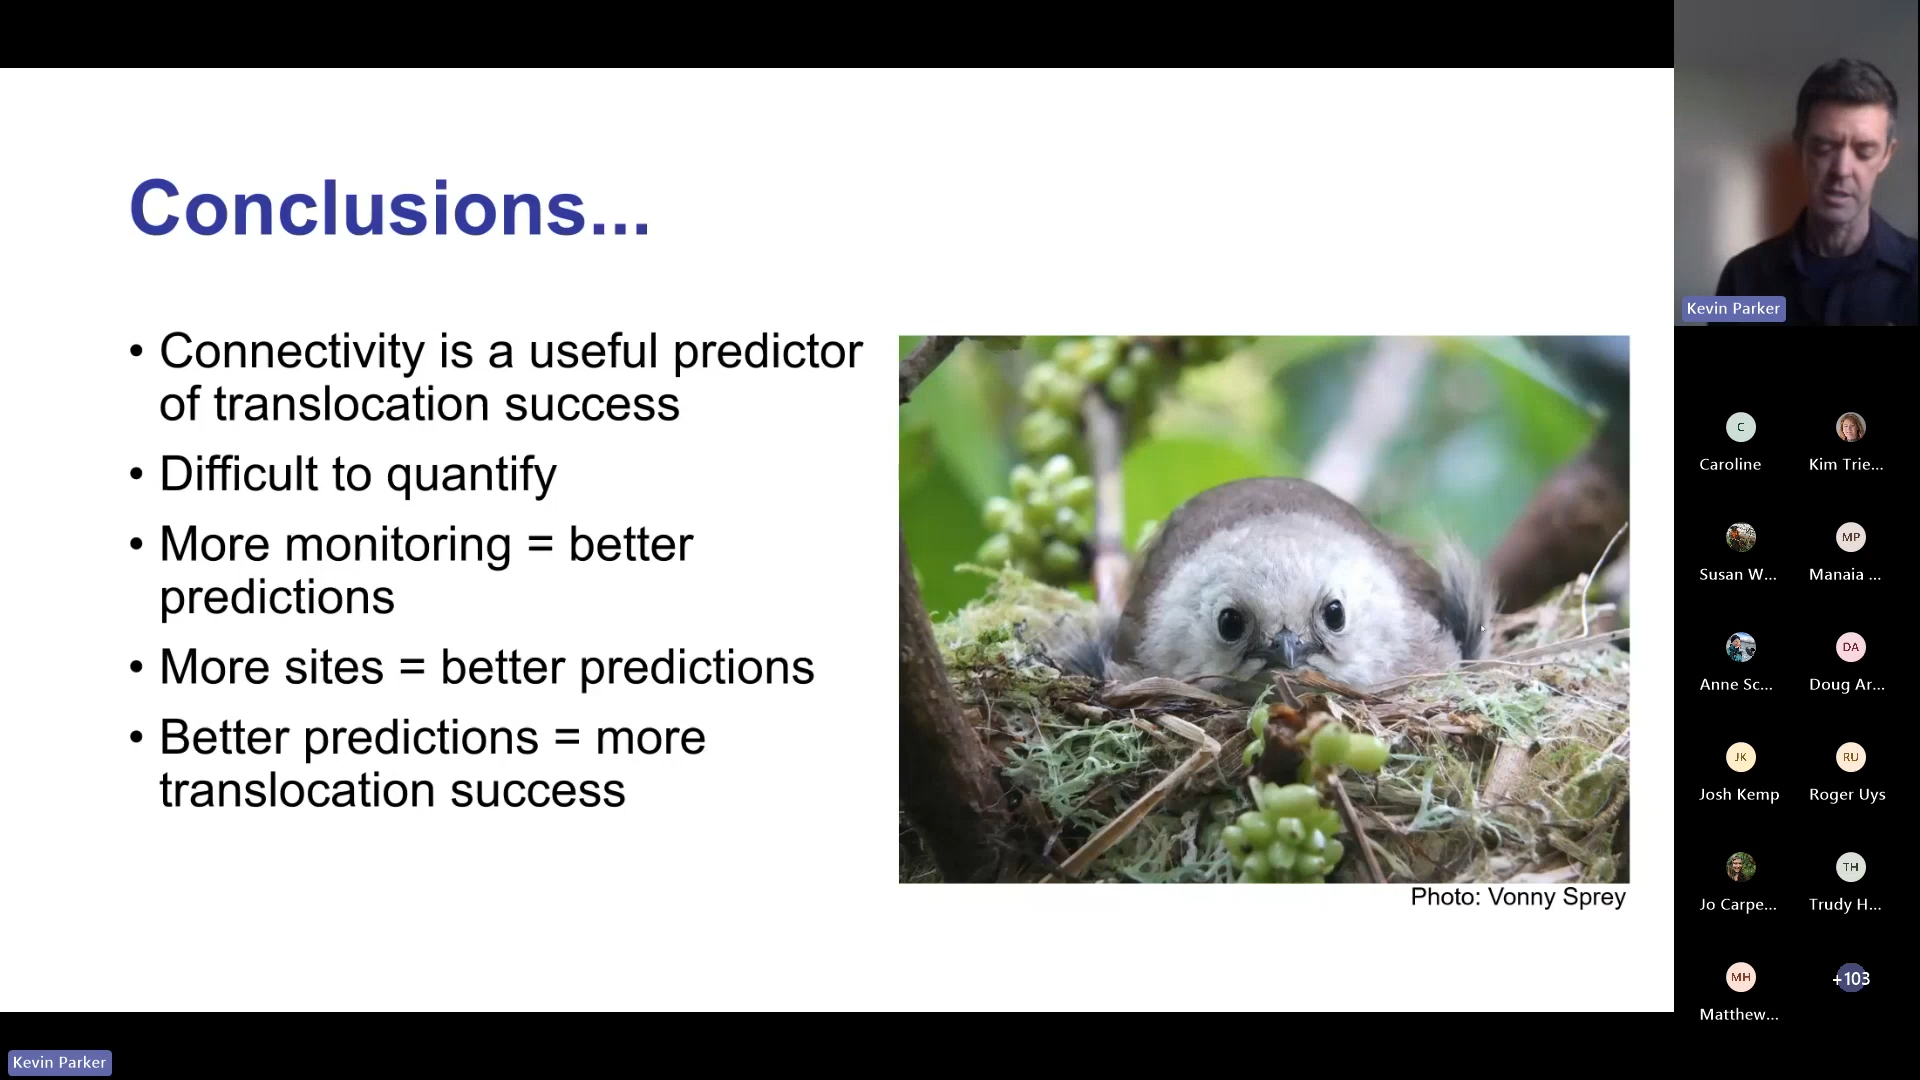 Conclusions...
• Connectivity is a useful predictor
of translocation success
• Difficult to quantify
• More monitoring = better
predictions
• More sites = better predictions
• Better predictions = more
translocation success
Photo: Vonny Sprey
Kevin Parker
C
Caroline
Kim Trie...
Susan W...
MP
Manaia ...
Anne Sc...
DA
Doug Ar...
JK
Josh Kemp
RU
Roger Uys
Jo Carpe...
TH
Trudy H...
MH
Matthew...
+103
Kevin Parker